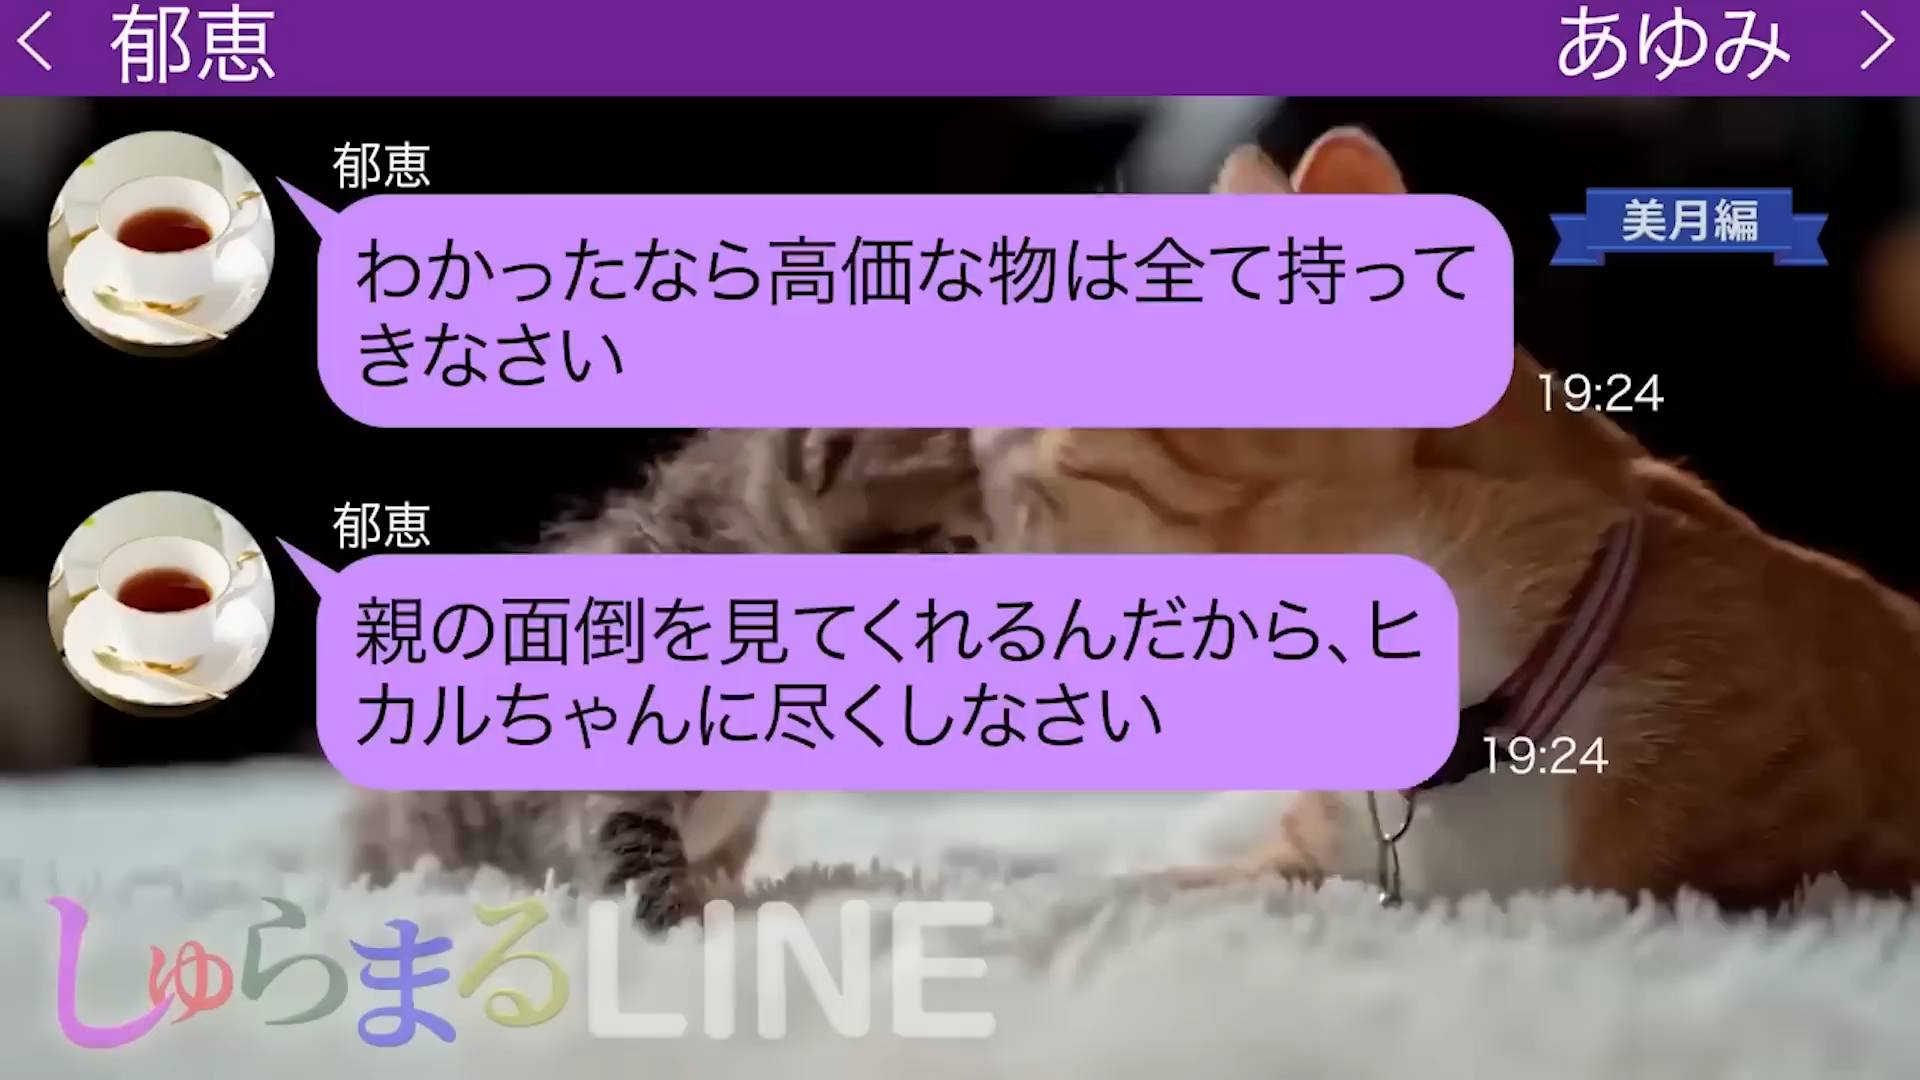 郁恵
あゆみ
郁恵
わかったなら高価な物は全て持って
きなさい
19:24
美月編
郁恵
親の面倒を見てくれるんだから、ヒ
カルちゃんに尽くしなさい
19:24
しゅらまるLINE